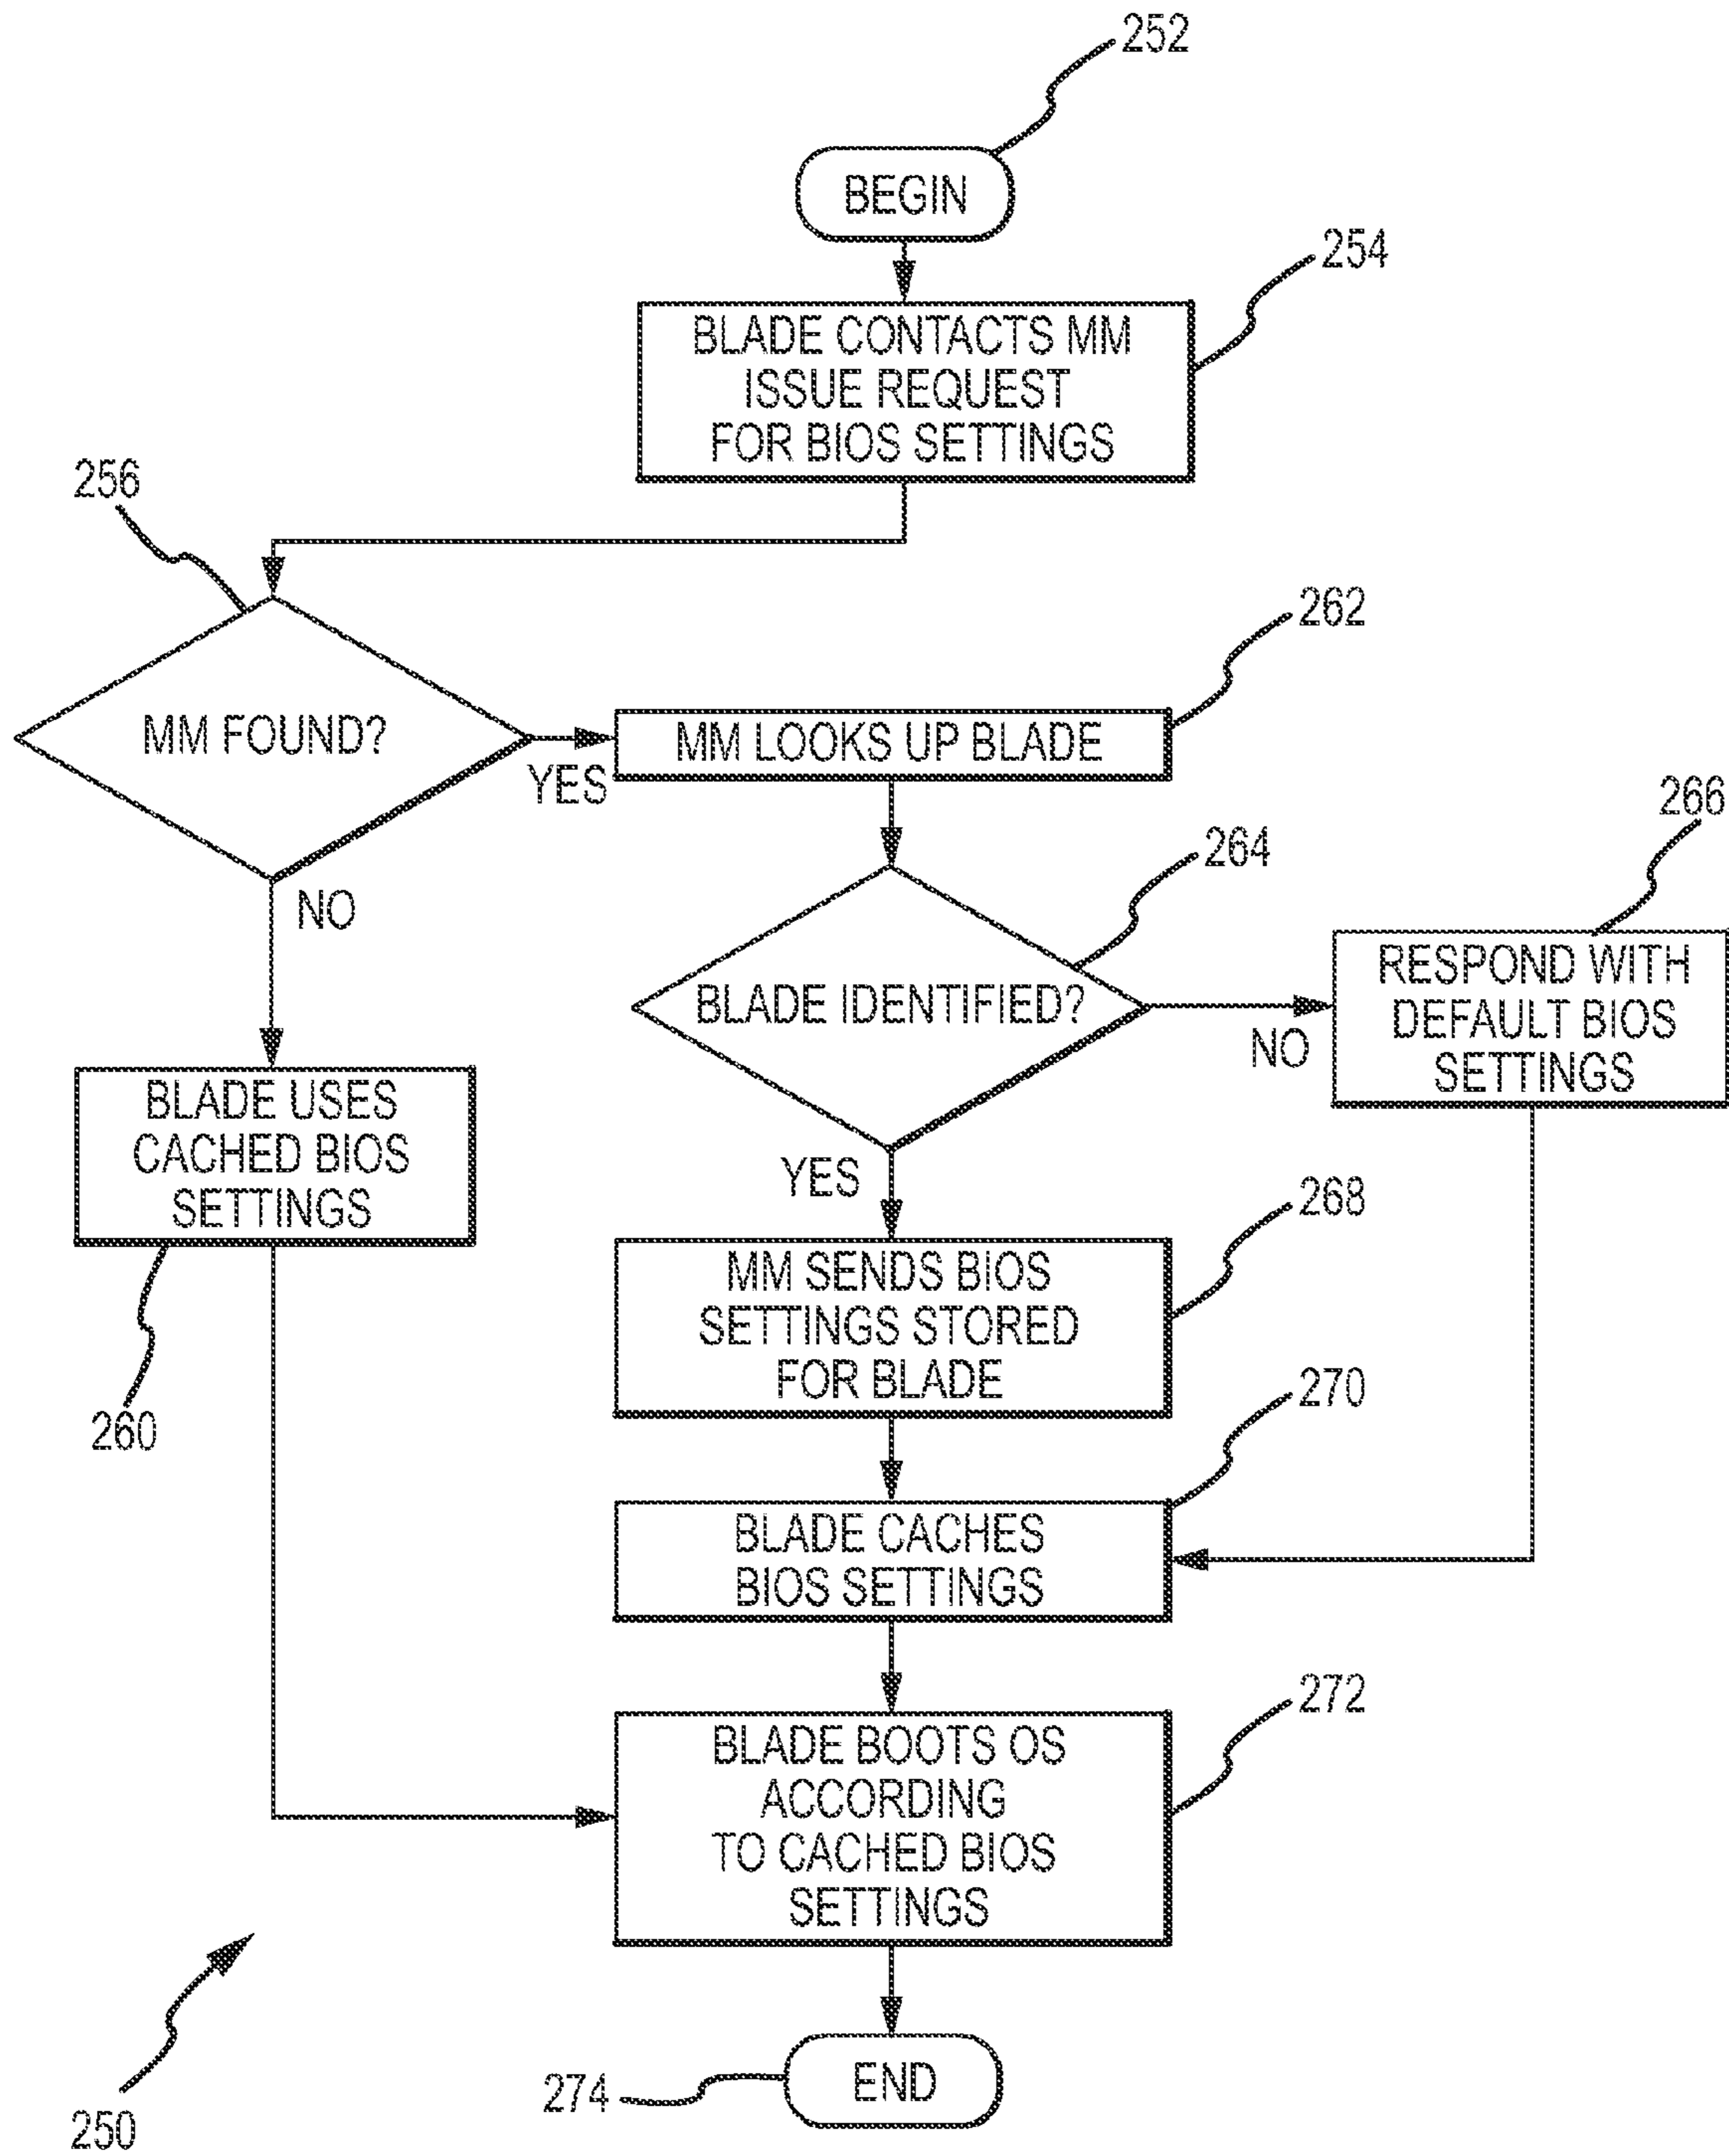 252
BEGIN
254
BLADE CONTACTS MM
ISSUE REQUEST
FOR BIOS SETTINGS
256
MM FOUND?
YES
NO
262
MM LOOKS UP BLADE
264
BLADE IDENTIFIED?
NO
YES
266
RESPOND WITH
DEFAULT BIOS
SETTINGS
BLADE USES
CACHED BIOS
SETTINGS
260
268
MM SENDS BIOS
SETTINGS STORED
FOR BLADE
270
BLADE CACHES
BIOS SETTINGS
272
BLADE BOOTS OS
ACCORDING
TO CACHED BIOS
SETTINGS
274
END
250